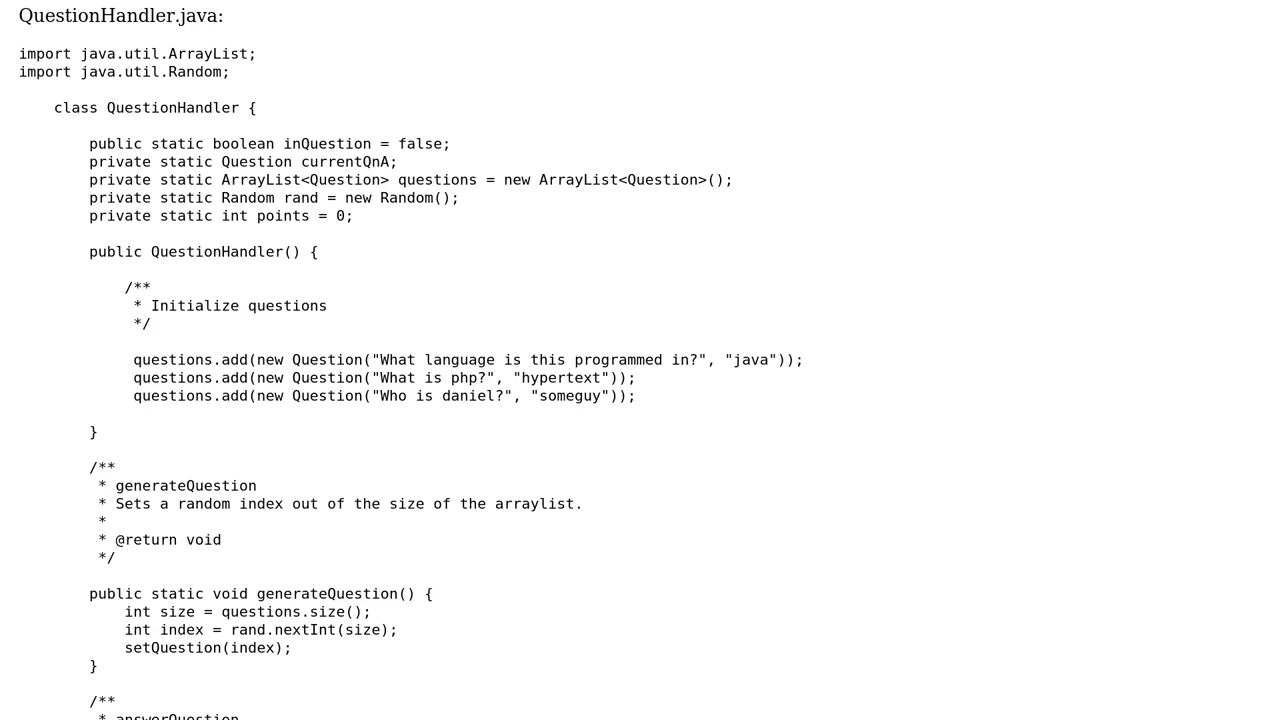 QuestionHandler.java:
import java.util.ArrayList;
import java.util.Random;
class QuestionHandler {
public static boolean inQuestion = false;
private static Question currentQnA;
private static ArrayList<Question> questions = new ArrayList<Question>();
private static Random rand = new Random();
private static int points = 0;
public QuestionHandler() {
/**
* Initialize questions
*/
questions.add(new Question("What language is this programmed in?", "java"));
questions.add(new Question("What is php?", "hypertext"));
questions.add(new Question("Who is daniel?", "someguy"));
}
/**
* generateQuestion
* Sets a random index out of the size of the arraylist.
*
* @return void
*/
public static void generateQuestion() {
int size = questions.size();
int index = rand.nextInt(size);
setQuestion(index);
}
/**
* answerQuestion